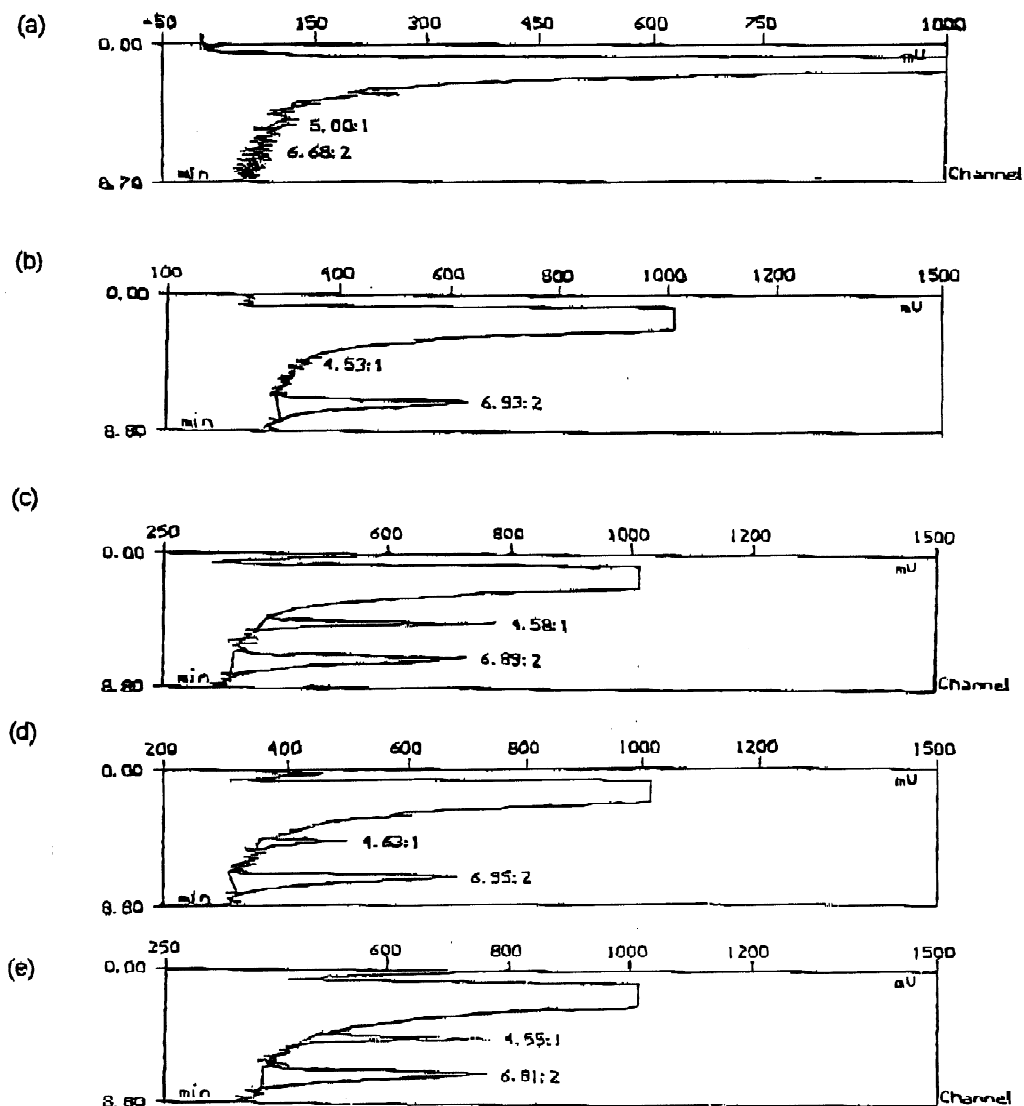 (a)
-50 150 300 450 600 750 1000
0.00
mU
5.00:1
6.68:2
min
8.70
Channel
(b)
100 400 600 800 1000 1200 1500
0.00
mU
4.53:1
6.93:2
min
8.80
(c)
250 600 800 1000 1200 1500
0.00
mU
4.58:1
6.89:2
min
8.80
Channel
(d)
200 400 600 800 1000 1200 1500
0.00
mU
4.63:1
6.95:2
min
8.80
(e)
250 600 800 1000 1200 1500
0.00
mU
4.55:1
6.81:2
min
8.80
Channel